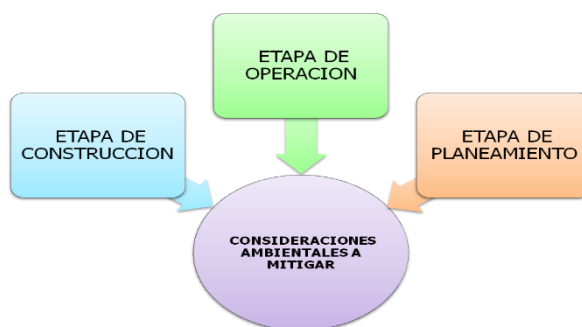 ETAPA DE
OPERACION
ETAPA DE
CONSTRUCCION
ETAPA DE
PLANEAMIENTO
CONSIDERACIONES
AMBIENTALES A
MITIGAR